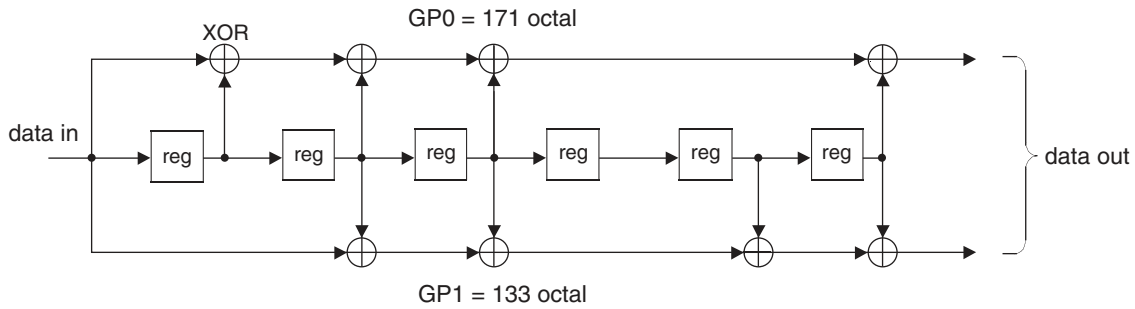 GP0 = 171 octal
XOR
data in
reg
reg
reg
reg
reg
reg
data out
GP1 = 133 octal